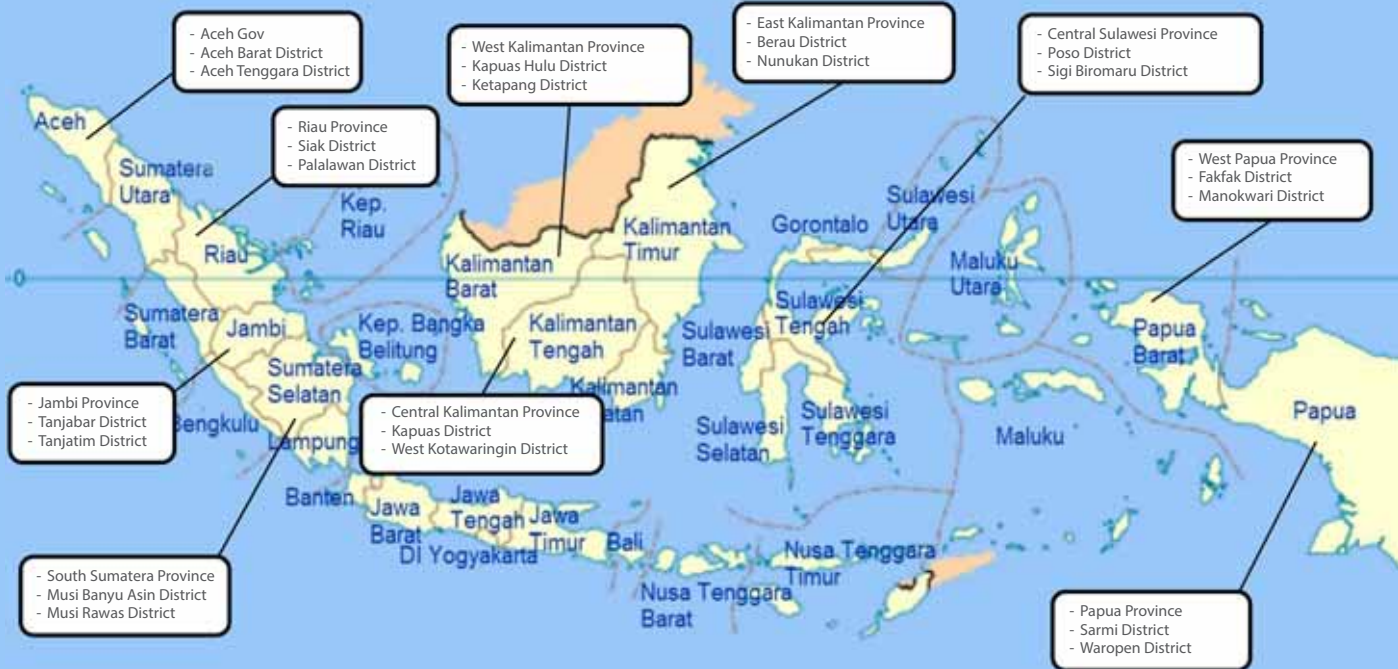 - Aceh Gov
- Aceh Barat District
- Aceh Tenggara District
- West Kalimantan Province
- Kapuas Hulu District
- Ketapang District
- East Kalimantan Province
- Berau District
- Nunukan District
- Central Sulawesi Province
- Poso District
- Sigi Biromaru District
- Riau Province
- Siak District
- Palalawan District
- West Papua Province
- Fakfak District
- Manokwari District
Aceh
Sumatera
Utara
Kep.
Riau
Riau
Kalimantan
Timur
Kalimantan
Barat
Gorontalo
Sulawesi
Utara
Maluku
Utara
-0
Sumatera
Barat
Jambi
Kep. Bangka
Belitung
Kalimantan
Tengah
Sulawesi
Barat
Sulawesi
Tengah
Papua
Barat
Sumatera
Selatan
Kalimantan
- Jambi Province
- Tanjabar District
- Tanjatim District
Bengkulu
Lampung
- Central Kalimantan Province
- Kapuas District
- West Kotawaringin District
Sulawesi
Selatan
Sulawesi
Tenggara
Maluku
Papua
Banten
Jawa
Barat
Jawa
Tengah
Jawa
Timur
DI Yogyakarta
Bali
Nusa Tenggara
Barat
Nusa Tenggara
Timur
- South Sumatera Province
- Musi Banyu Asin District
- Musi Rawas District
- Papua Province
- Sarmi District
- Waropen District